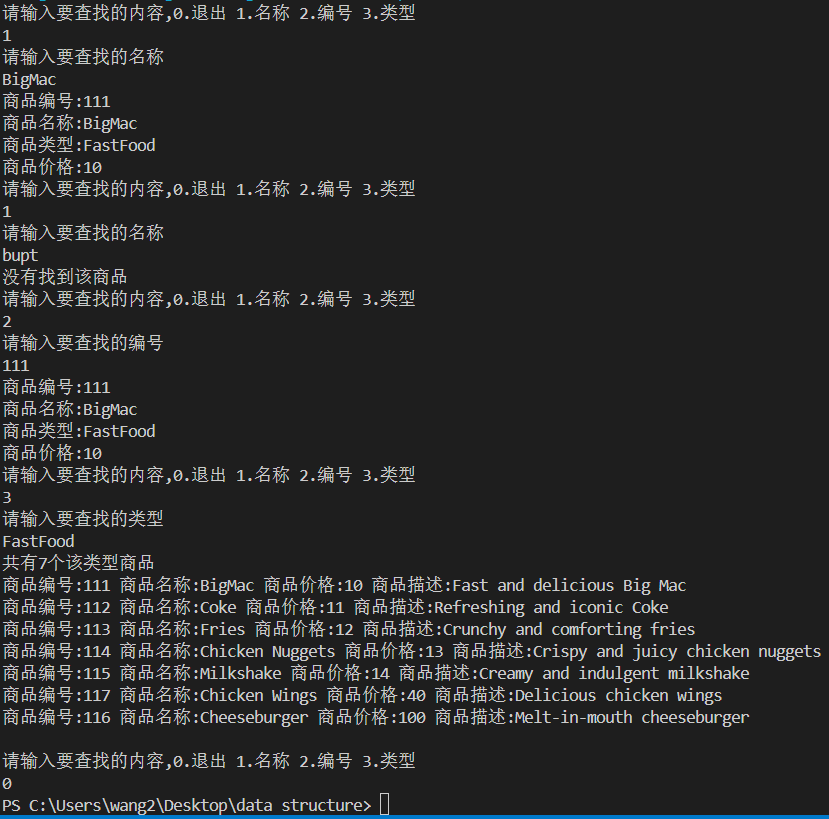 请输入要查找的内容,0.退出 1.名称 2.编号 3.类型
1
请输入要查找的名称
BigMac
商品编号:111
商品名称:BigMac
商品类型:FastFood
商品价格:10
请输入要查找的内容,0.退出 1.名称 2.编号 3.类型
1
请输入要查找的名称
bupt
没有找到该商品
请输入要查找的内容,0.退出 1.名称 2.编号 3.类型
2
请输入要查找的编号
111
商品编号:111
商品名称:BigMac
商品类型:FastFood
商品价格:10
请输入要查找的内容,0.退出 1.名称 2.编号 3.类型
3
请输入要查找的类型
FastFood
共有7个该类型商品
商品编号:111 商品名称:BigMac 商品价格:10 商品描述:Fast and delicious Big Mac
商品编号:112 商品名称:Coke 商品价格:11 商品描述:Refreshing and iconic Coke
商品编号:113 商品名称:Fries 商品价格:12 商品描述:Crunchy and comforting fries
商品编号:114 商品名称:Chicken Nuggets 商品价格:13 商品描述:Crispy and juicy chicken nuggets
商品编号:115 商品名称:Milkshake 商品价格:14 商品描述:Creamy and indulgent milkshake
商品编号:117 商品名称:Chicken Wings 商品价格:40 商品描述:Delicious chicken wings
商品编号:116 商品名称:Cheeseburger 商品价格:100 商品描述:Melt-in-mouth cheeseburger
请输入要查找的内容,0.退出 1.名称 2.编号 3.类型
0
PS C:\Users\wang2\Desktop\data structure>